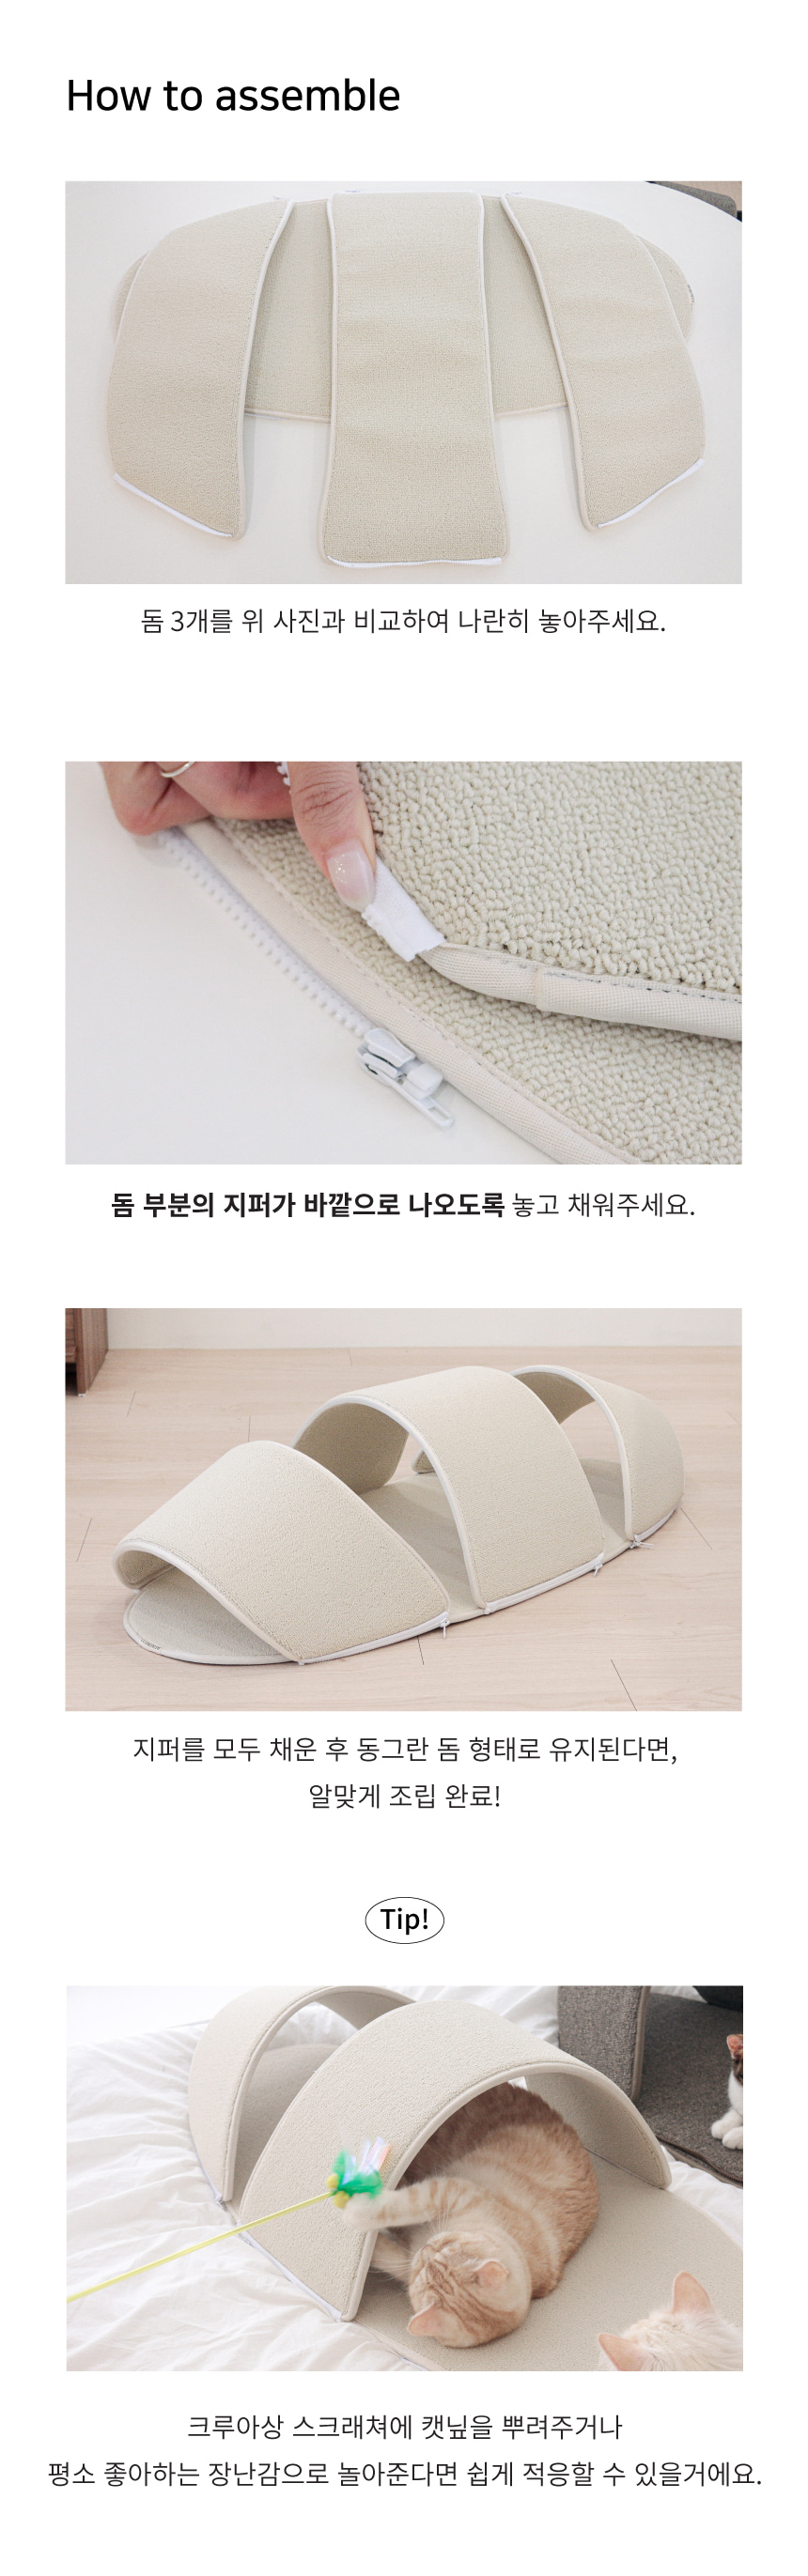 How to assemble
돔 3개를 위 사진과 비교하여 나란히 놓아주세요.
돔 부분의 지퍼가 바깥으로 나오도록 놓고 채워주세요.
지퍼를 모두 채운 후 동그란 돔 형태로 유지된다면,
알맞게 조립 완료!
Tip!
크루아상 스크래쳐에 캣닢을 뿌려주거나
평소 좋아하는 장난감으로 놀아준다면 쉽게 적응할 수 있을거에요.